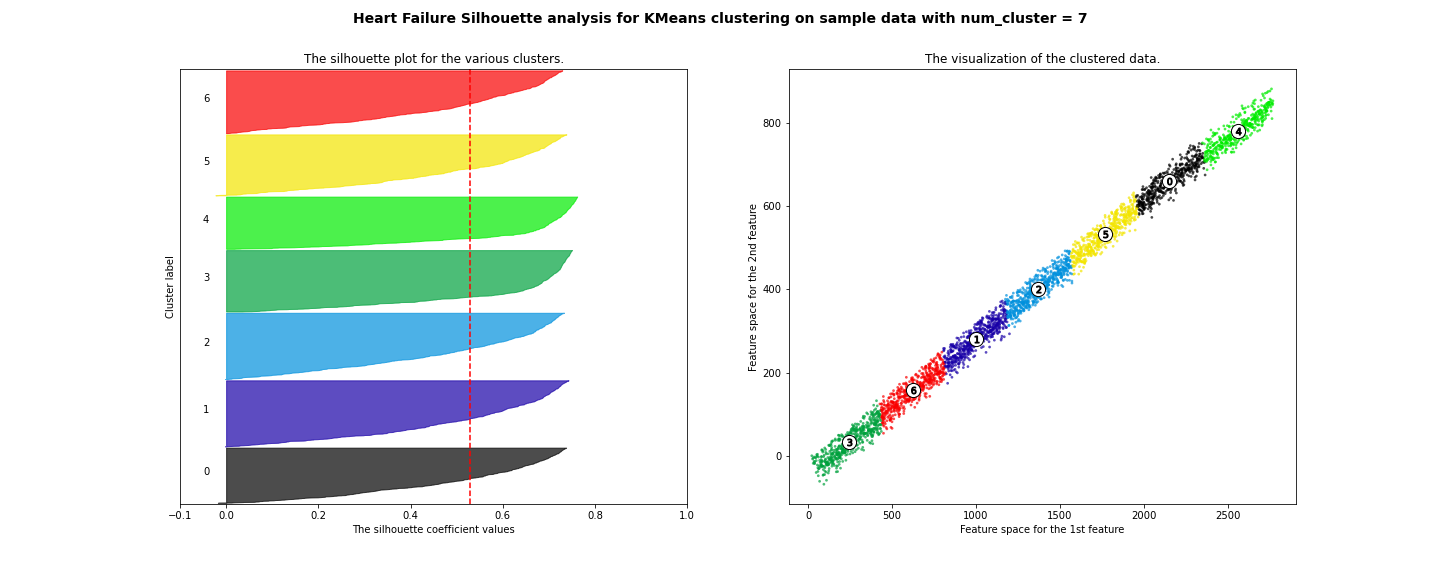 Heart Failure Silhouette analysis for KMeans clustering on sample data with num_cluster = 7
The silhouette plot for the various clusters.
6
5
4
3
2
1
0
Cluster label
−0.1 0.0 0.2 0.4 0.6 0.8 1.0
The silhouette coefficient values
The visualization of the clustered data.
800
600
400
200
0
Feature space for the 2nd feature
4
0
5
2
1
6
3
0 500 1000 1500 2000 2500
Feature space for the 1st feature